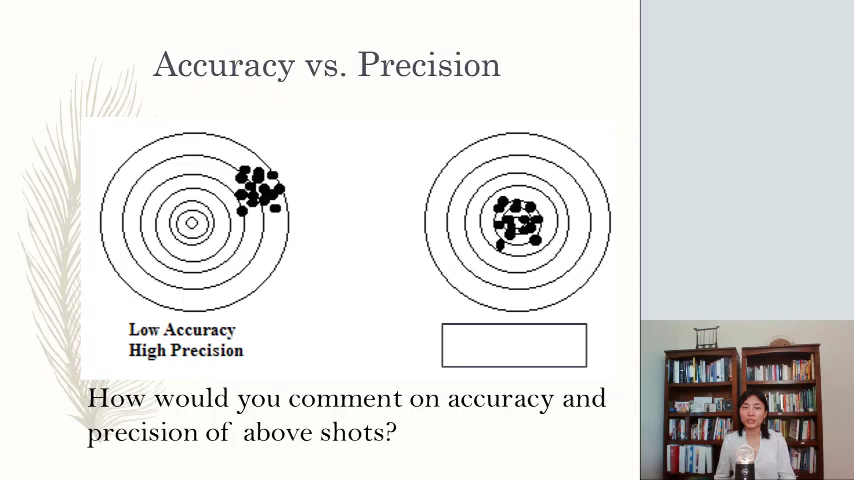 Accuracy vs. Precision
Low Accuracy
High Precision
How would you comment on accuracy and
precision of above shots?